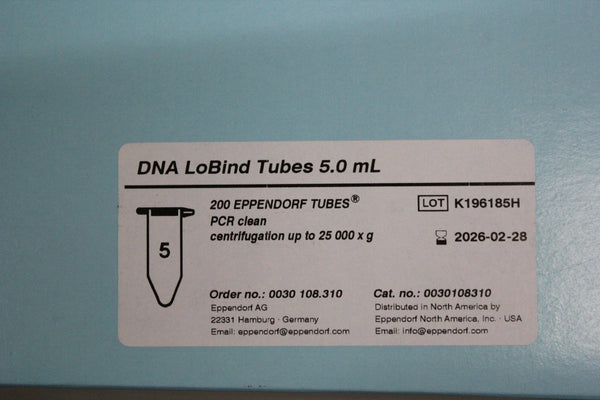 DNA LoBind Tubes 5.0 mL
200 EPPENDORF TUBES®
PCR clean
centrifugation up to 25 000 x g
LOT K196185H
2026-02-28
5
Order no.: 0030 108.310
Eppendorf AG
22331 Hamburg · Germany
Email: eppendorf@eppendorf.com
Cat. no.: 0030108310
Distributed in North America by
Eppendorf North America, Inc. · USA
Email: info@eppendorf.com